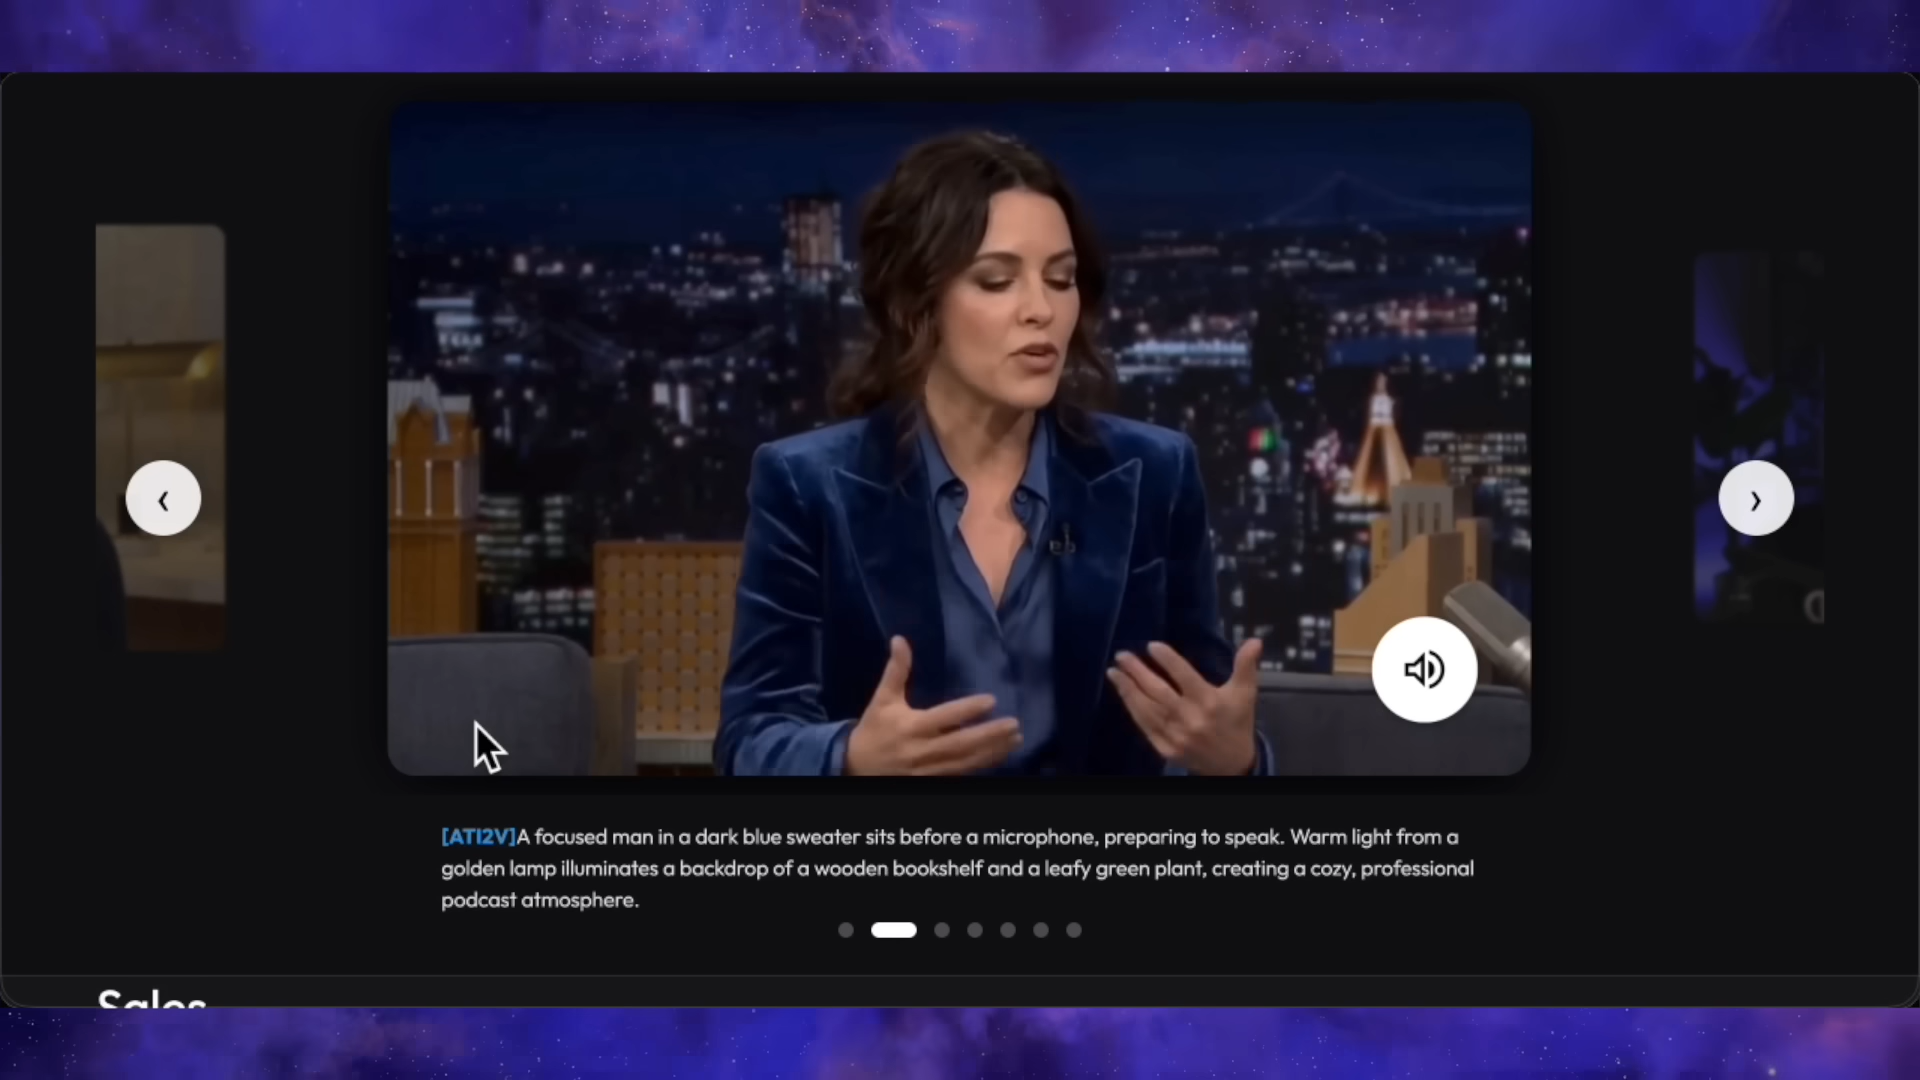 [ATI2V]A focused man in a dark blue sweater sits before a microphone, preparing to speak. Warm light from a
golden lamp illuminates a backdrop of a wooden bookshelf and a leafy green plant, creating a cozy, professional
podcast atmosphere.
Sales